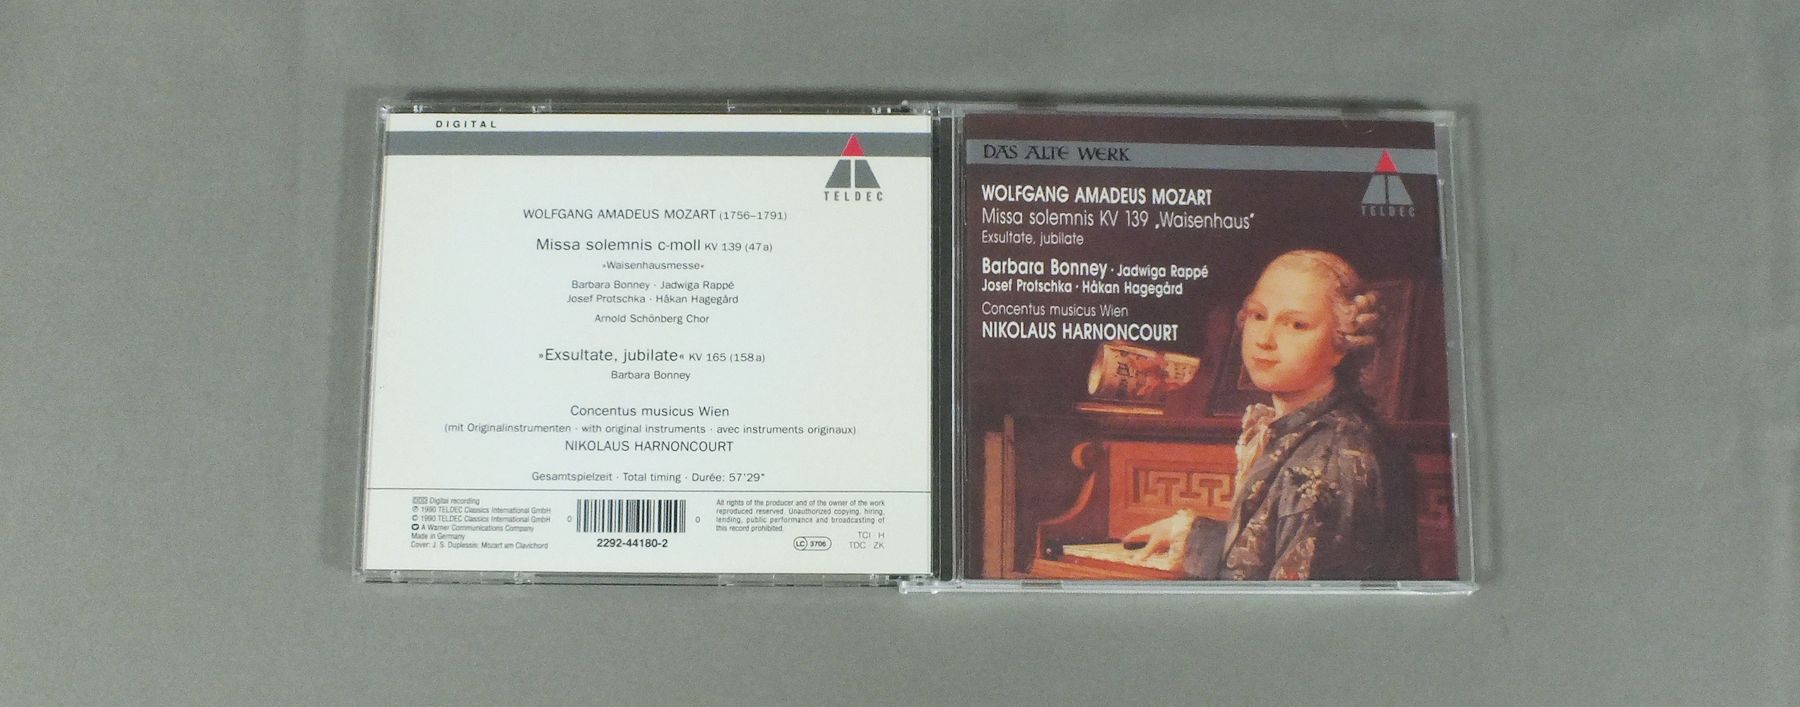 DIGITAL
TELDEC
WOLFGANG AMADEUS MOZART (1756–1791)
Missa solemnis c-moll KV 139 (47a)
»Waisenhausmesse«
Barbara Bonney · Jadwiga Rappé
Josef Protschka · Håkan Hagegård
Arnold Schönberg Chor
»Exsultate, jubilate« KV 165 (158a)
Barbara Bonney
Concentus musicus Wien
(mit Originalinstrumenten · with original instruments · avec instruments originaux)
NIKOLAUS HARNONCOURT
Gesamtspielzeit · Total timing · Durée: 57'29"
DDD Digital recording
℗ 1990 TELDEC Classics International GmbH
© 1990 TELDEC Classics International GmbH
A Warner Communications Company
Made in Germany
Cover: J. S. Duplessin: Mozart am Clavichord
0 0
2292-44180-2
All rights of the producer and of the owner of the work
reproduced reserved. Unauthorized copying, hiring,
lending, public performance and broadcasting of
this record prohibited.
LC 3706
TCI · H
TDC · ZK
DAS ALTE WERK
TELDEC
WOLFGANG AMADEUS MOZART
Missa solemnis KV 139 „Waisenhaus“
Exsultate, jubilate
Barbara Bonney · Jadwiga Rappé
Josef Protschka · Håkan Hagegård
Concentus musicus Wien
NIKOLAUS HARNONCOURT